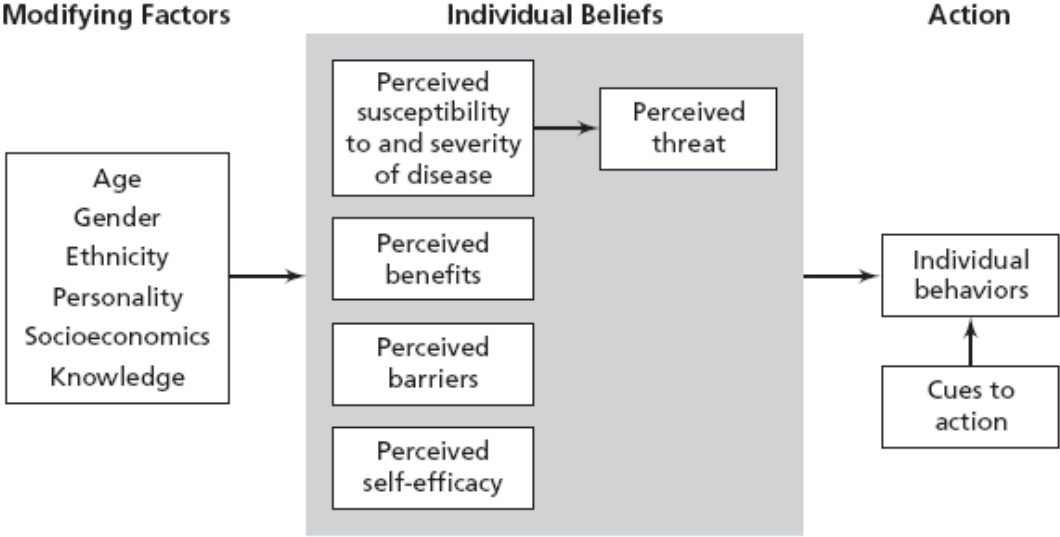 Modifying Factors
Individual Beliefs
Action
Age
Gender
Ethnicity
Personality
Socioeconomics
Knowledge
Perceived
susceptibility
to and severity
of disease
Perceived
threat
Perceived
benefits
Perceived
barriers
Perceived
self-efficacy
Individual
behaviors
Cues to
action